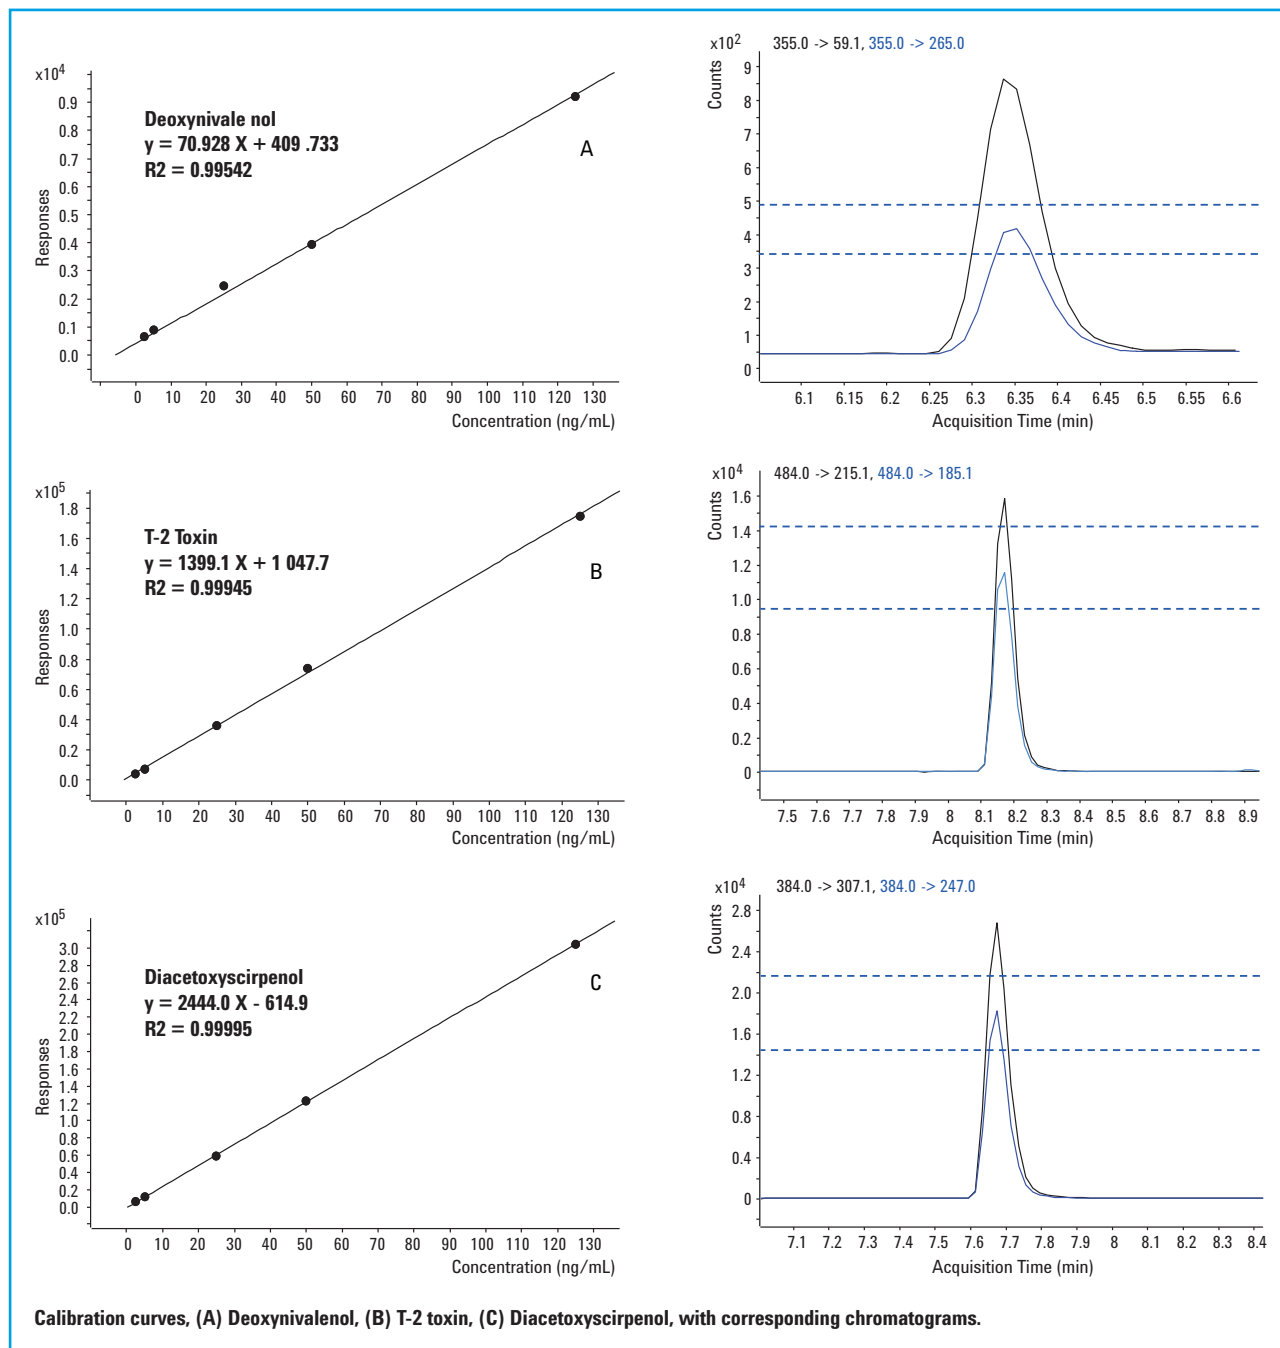 x10⁴
0.9
0.8
0.7
0.6
0.5
0.4
0.3
0.2
0.1
0.0
Responses
Deoxynivale nol
y = 70.928 X + 409 .733
R2 = 0.99542
A
0 10 20 30 40 50 60 70 80 90 100 110 120 130
Concentration (ng/mL)
x10²
355.0 -> 59.1, 355.0 -> 265.0
Counts
9
8
7
6
5
4
3
2
1
0
6.1 6.15 6.2 6.25 6.3 6.35 6.4 6.45 6.5 6.55 6.6
Acquisition Time (min)
x10⁵
1.8
1.6
1.4
1.2
1.0
0.8
0.6
0.4
0.2
0.0
Responses
T-2 Toxin
y = 1399.1 X + 1 047.7
R2 = 0.99945
B
0 10 20 30 40 50 60 70 80 90 100 110 120 130
Concentration (ng/mL)
x10⁴
484.0 -> 215.1, 484.0 -> 185.1
Counts
1.6
1.4
1.2
1.0
0.8
0.6
0.4
0.2
0
7.5 7.6 7.7 7.8 7.9 8 8.1 8.2 8.3 8.4 8.5 8.6 8.7 8.8 8.9
Acquisition Time (min)
x10⁵
3.0
2.8
2.6
2.4
2.2
2.0
1.8
1.6
1.4
1.2
1.0
0.8
0.6
0.4
0.2
0.0
Responses
Diacetoxyscirpenol
y = 2444.0 X - 614.9
R2 = 0.99995
C
0 10 20 30 40 50 60 70 80 90 100 110 120 130
Concentration (ng/mL)
x10⁴
384.0 -> 307.1, 384.0 -> 247.0
Counts
2.8
2.4
2.0
1.6
1.2
0.4
0
7.1 7.2 7.3 7.4 7.5 7.6 7.7 7.8 7.9 8 8.1 8.2 8.3 8.4
Acquisition Time (min)
Calibration curves, (A) Deoxynivalenol, (B) T-2 toxin, (C) Diacetoxyscirpenol, with corresponding chromatograms.